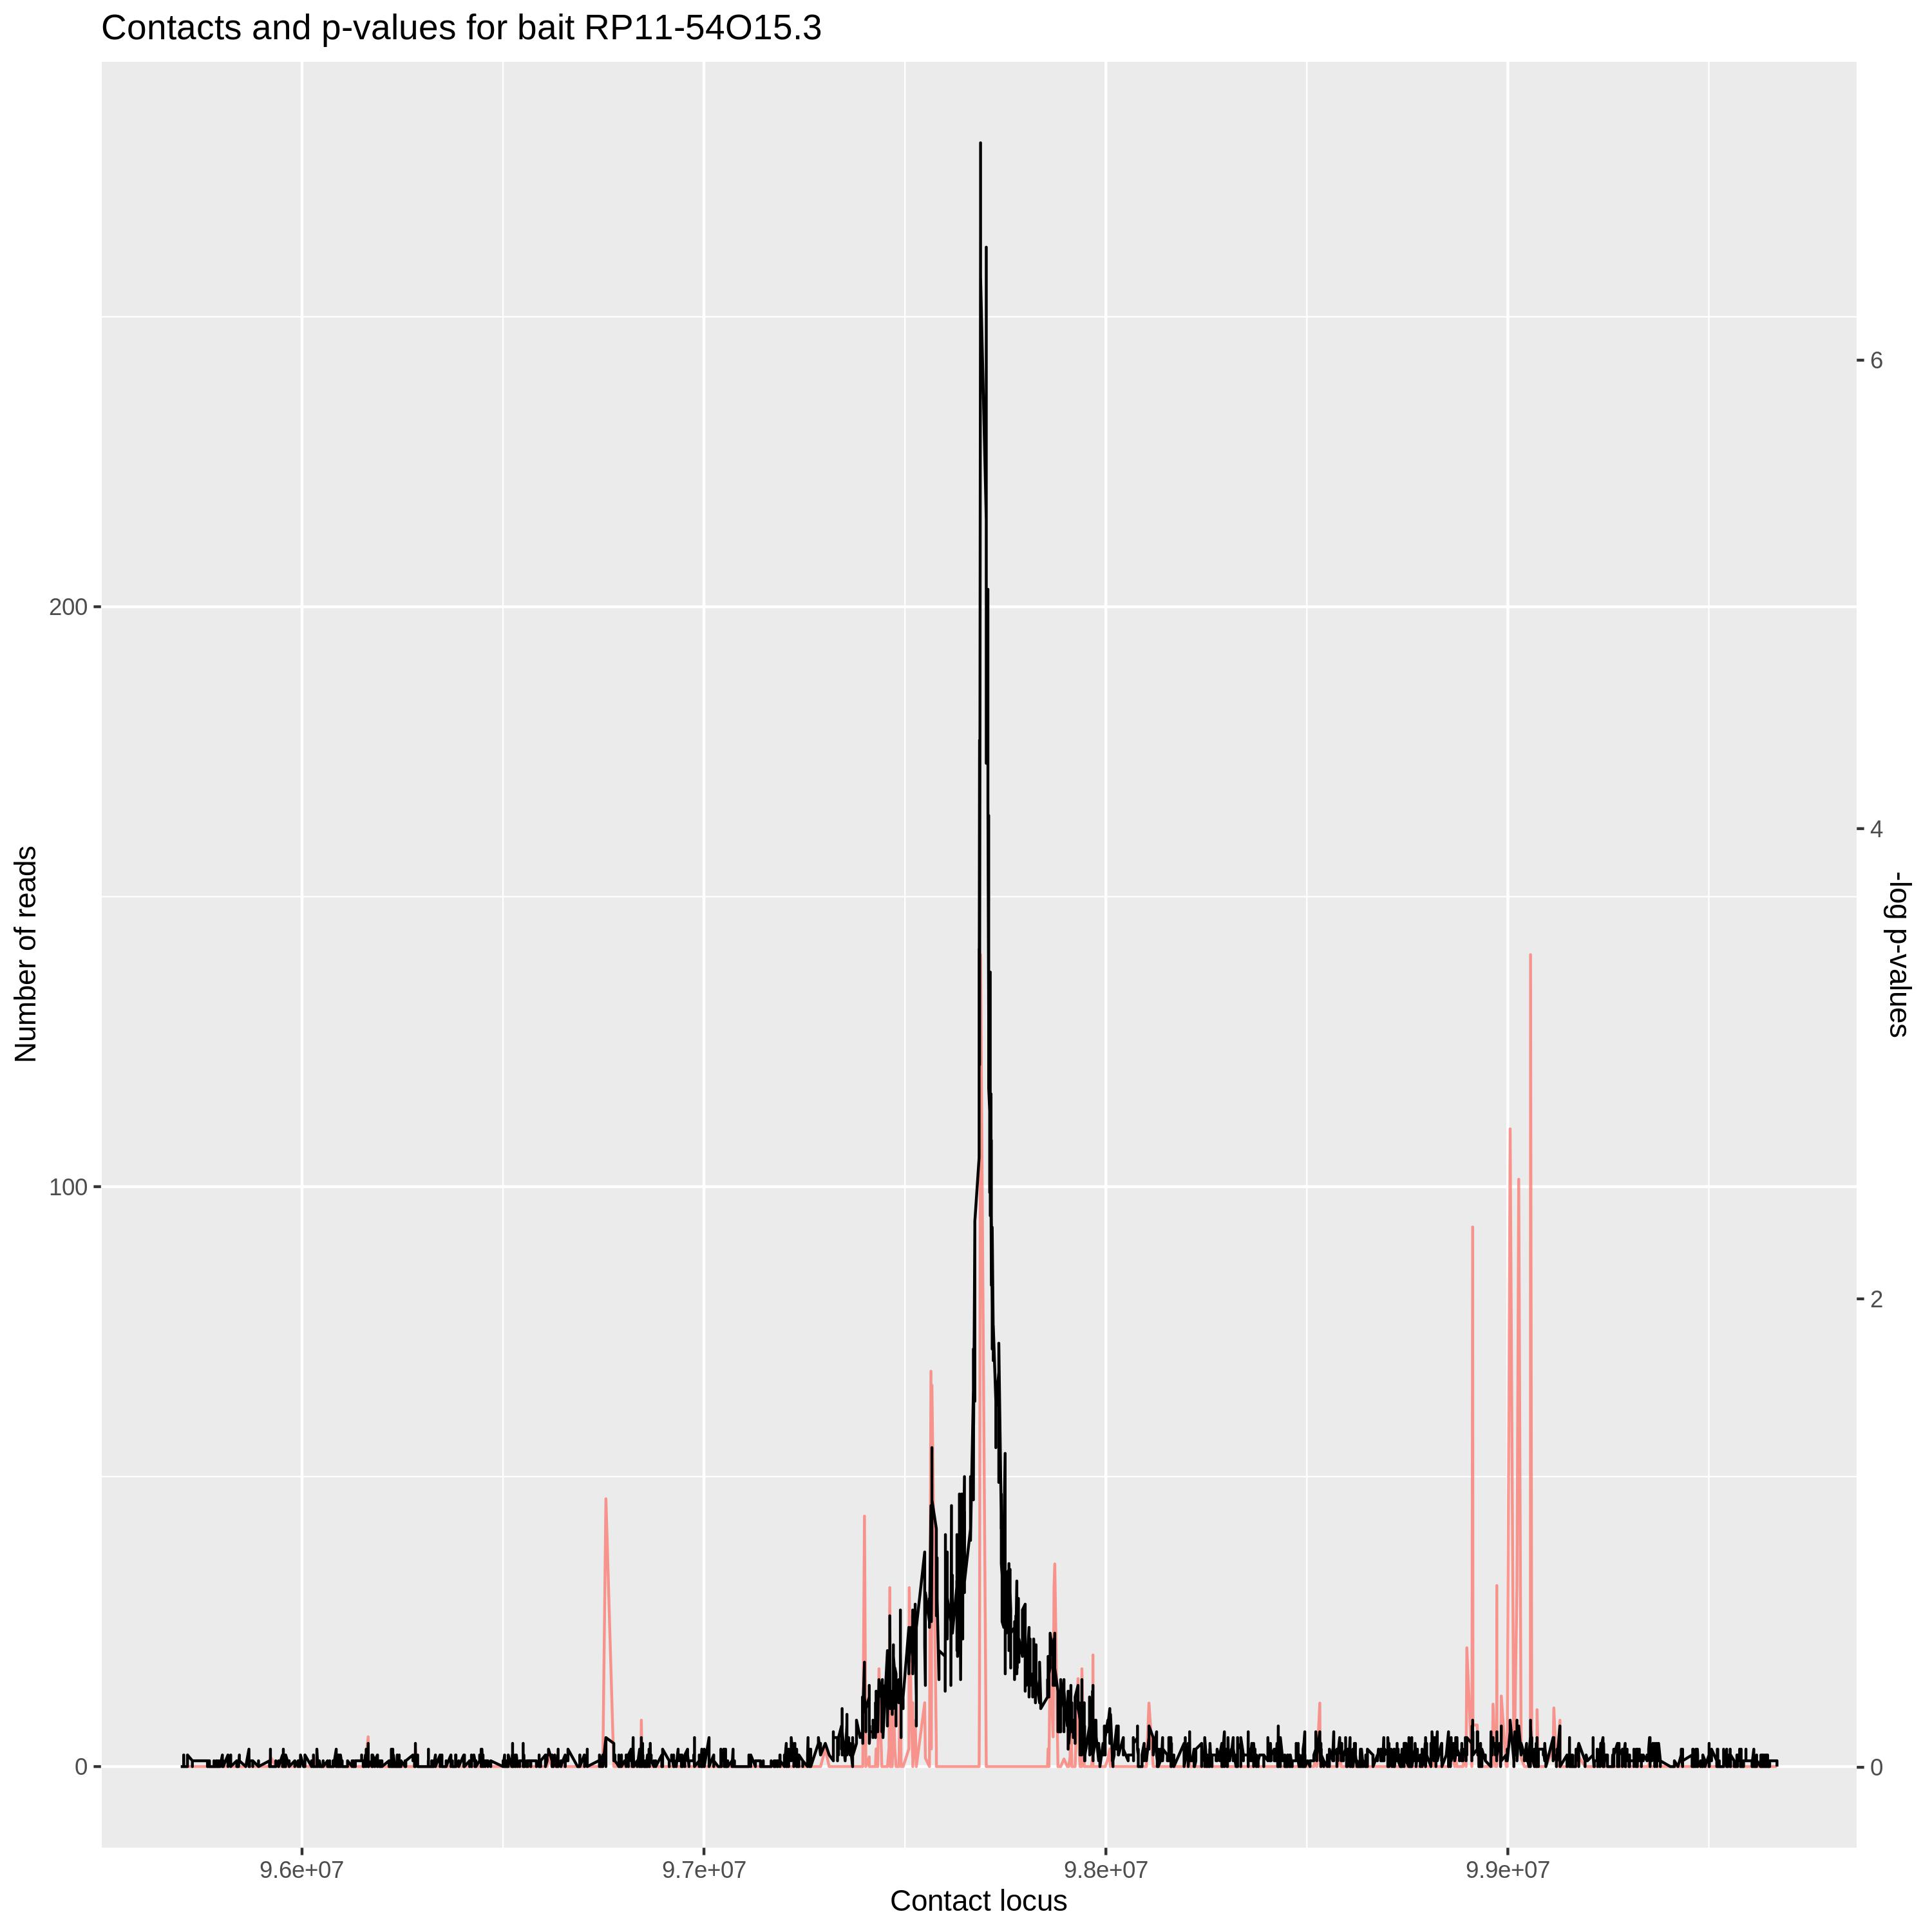 Contacts and p-values for bait RP11-54O15.3
Number of reads
200
100
0
6
4
2
0
-log p-values
9.6e+07 9.7e+07 9.8e+07 9.9e+07
Contact locus